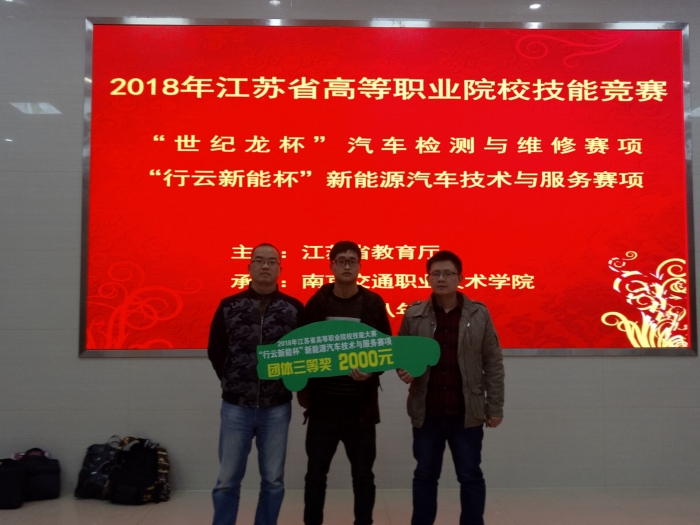 2018年江苏省高等职业院校技能竞赛
“世纪龙杯”汽车检测与维修赛项
“行云新能杯”新能源汽车技术与服务赛项
主 ：江苏省教育厅
承 ：南京交通职业技术学院
八年
2018年江苏省高等职业院校技能大赛
“行云新能杯”新能源汽车技术与服务赛项
团体三等奖 2000元